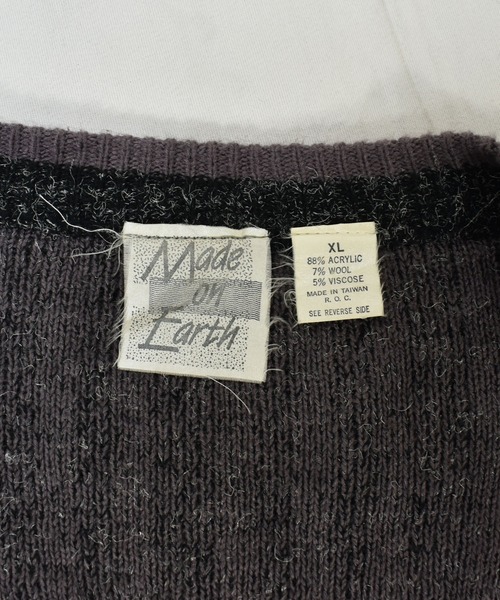 Made
on
Earth
XL
88% ACRYLIC
7% WOOL
5% VISCOSE
MADE IN TAIWAN
R. O. C.
SEE REVERSE SIDE